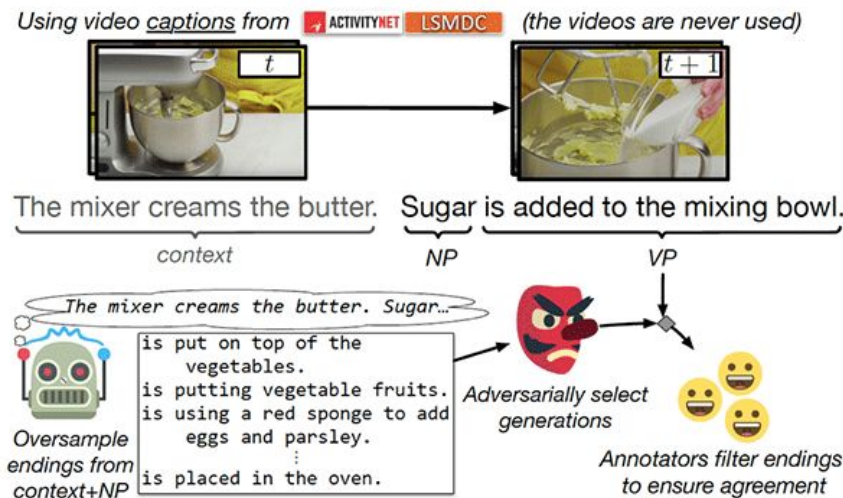 Using video captions from ACTIVITYNET LSMDC (the videos are never used)
t
t + 1
The mixer creams the butter. Sugar is added to the mixing bowl.
context
NP
VP
The mixer creams the butter. Sugar…
is put on top of the
vegetables.
is putting vegetable fruits.
is using a red sponge to add
eggs and parsley.
⋮
is placed in the oven.
Oversample
endings from
context+NP
Adversarially select
generations
Annotators filter endings
to ensure agreement